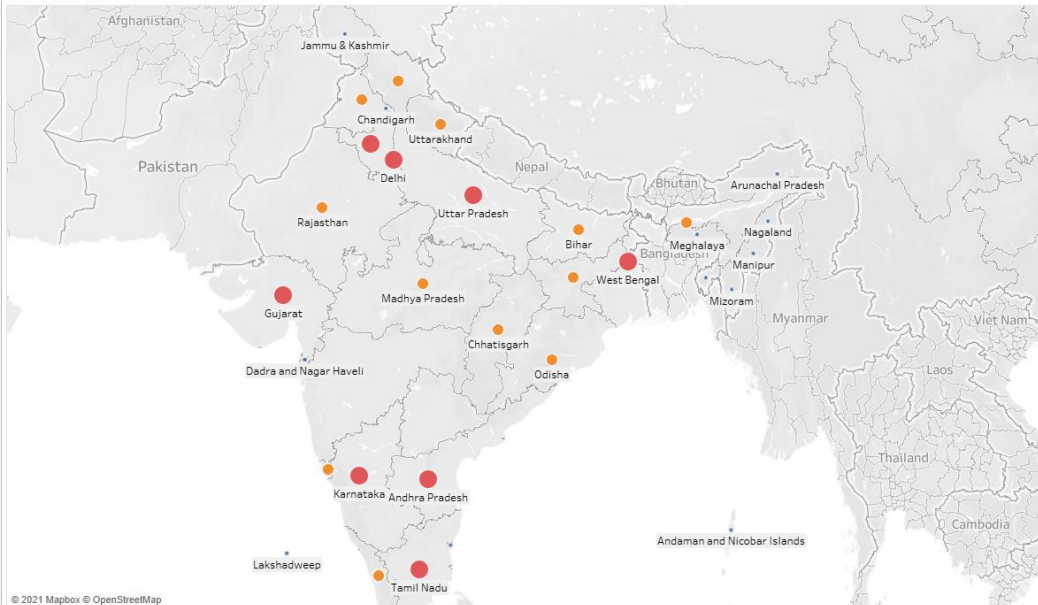 Afghanistan
Jammu & Kashmir
Chandigarh
Uttarakhand
Pakistan
Delhi
Nepal
Bhutan
Arunachal Pradesh
Uttar Pradesh
Rajasthan
Bihar
Meghalaya
Nagaland
Bangladesh
Manipur
West Bengal
Madhya Pradesh
Mizoram
Gujarat
Myanmar
Viet Nam
Chhatisgarh
Dadra and Nagar Haveli
Odisha
Laos
Thailand
Karnataka
Andhra Pradesh
Cambodia
Andaman and Nicobar Islands
Lakshadweep
Tamil Nadu
© 2021 Mapbox © OpenStreetMap